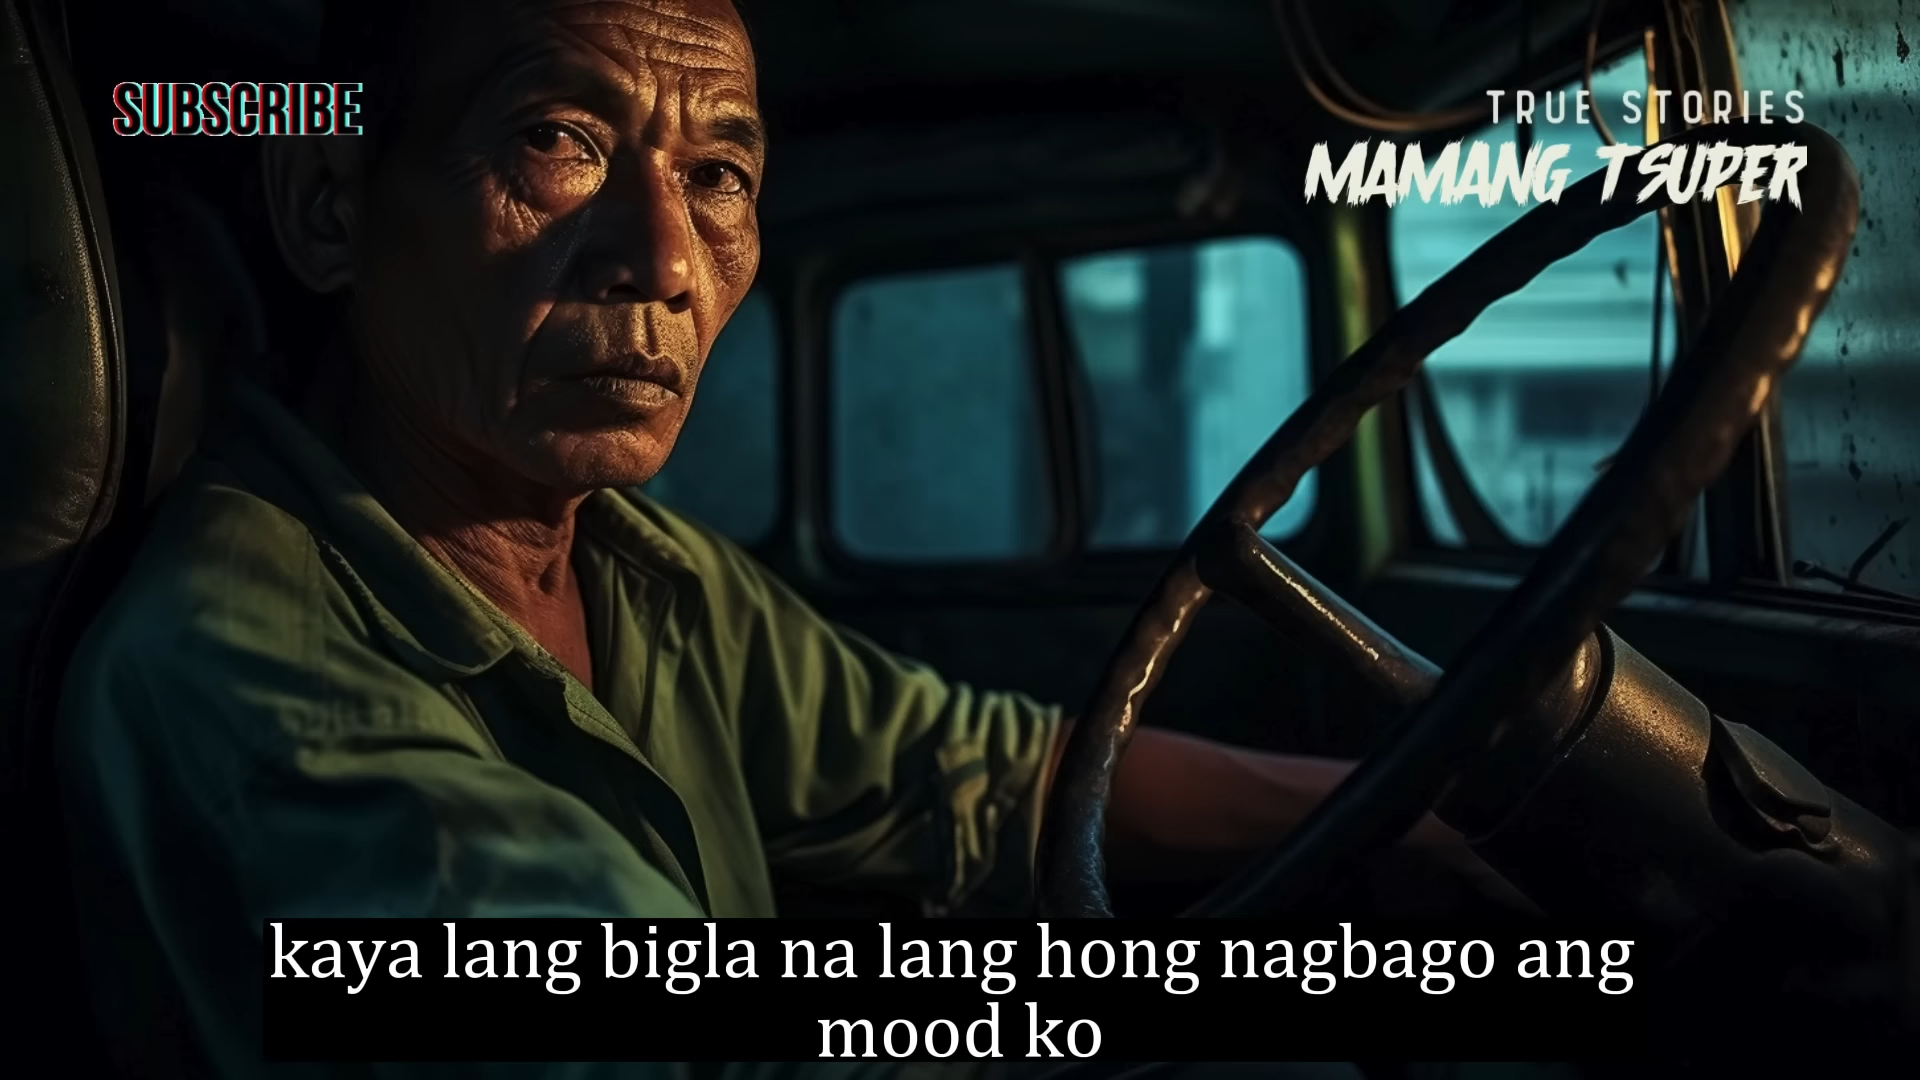 SUBSCRIBE
TRUE STORIES
MAMANG TSUPER
kaya lang bigla na lang hong nagbago ang
mood ko